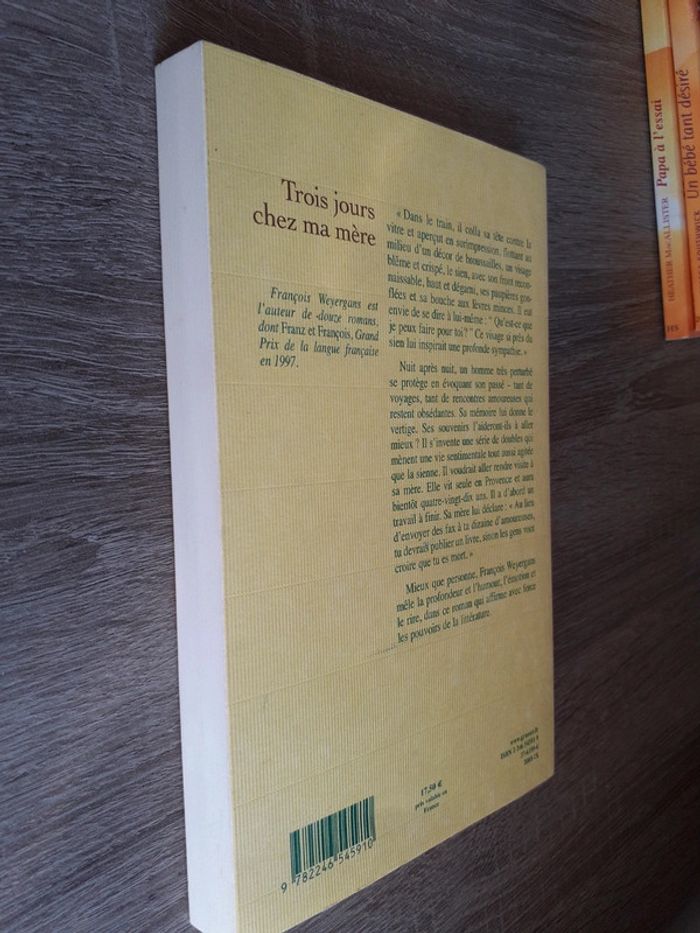 Trois jours
chez ma mère
François Weyergans est
l'auteur de douze romans,
dont Franz et François, Grand
Prix de la langue française
en 1997.
« Dans le train, il colla sa tête contre la
vitre et aperçut en surimpression, flottant au
milieu d'un décor de broussailles, un visage
blême et crispé, le sien, avec son front recon-
naissable, haut et dégarni, ses paupières gon-
flées et sa bouche aux lèvres minces. Il eut
envie de se dire à lui-même : " Qu'est-ce que
je peux faire pour toi ? " Ce visage si près du
sien lui inspirait une profonde sympathie. »
Nuit après nuit, un homme très perturbé
se protège en évoquant son passé – tant de
voyages, tant de rencontres amoureuses qui
restent obsédantes. Sa mémoire lui donne le
vertige. Ses souvenirs l'aideront-ils à aller
mieux ? Il s'invente une série de doubles qui
mènent une vie sentimentale tout aussi agitée
que la sienne. Il voudrait aller rendre visite à
sa mère. Elle vit seule en Provence et aura
bientôt quatre-vingt-dix ans. Il a d'abord un
travail à finir. Sa mère lui déclare : « Au lieu
d'envoyer des fax à ta dizaine d'amoureuses,
tu devrais publier un livre, sinon les gens vont
croire que tu es mort. »
Mieux que personne, François Weyergans
mêle la profondeur et l'humour, l'émotion et
le rire, dans ce roman qui affirme avec force
les pouvoirs de la littérature.
www.grasset.fr
17,50 €
prix valable en
France
9 782246 545910
HEATHER MACALLISTER Papa à l'essai
Un bébé tant désiré